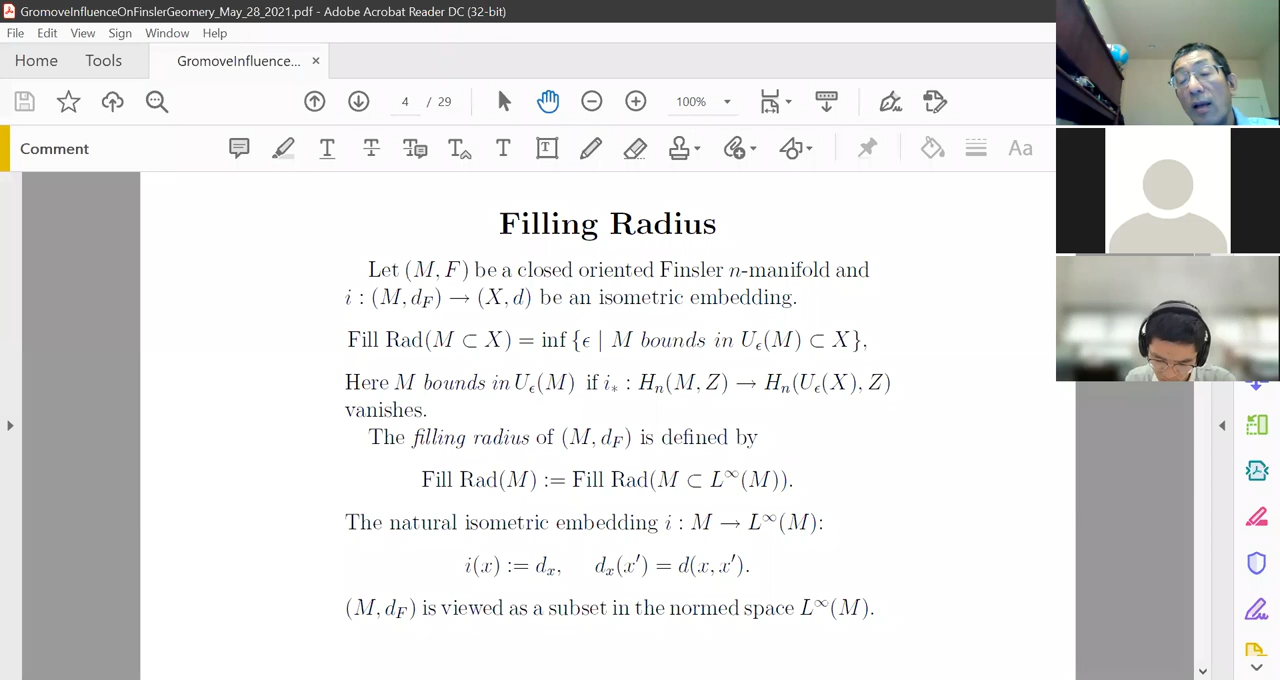 GromoveInfluenceOnFinslerGeomery_May_28_2021.pdf - Adobe Acrobat Reader DC (32-bit)
File Edit View Sign Window Help
Home Tools GromoveInfluence... ×
4 / 29 100%
Comment Aa
Filling Radius
Let (M, F) be a closed oriented Finsler n-manifold and
i : (M, d_F) → (X, d) be an isometric embedding.
Fill Rad(M ⊂ X) = inf {ϵ | M bounds in U_ϵ(M) ⊂ X},
Here M bounds in U_ϵ(M) if i_* : H_n(M, Z) → H_n(U_ϵ(X), Z)
vanishes.
The filling radius of (M, d_F) is defined by
Fill Rad(M) := Fill Rad(M ⊂ L^∞(M)).
The natural isometric embedding i : M → L^∞(M):
i(x) := d_x, d_x(x′) = d(x, x′).
(M, d_F) is viewed as a subset in the normed space L^∞(M).